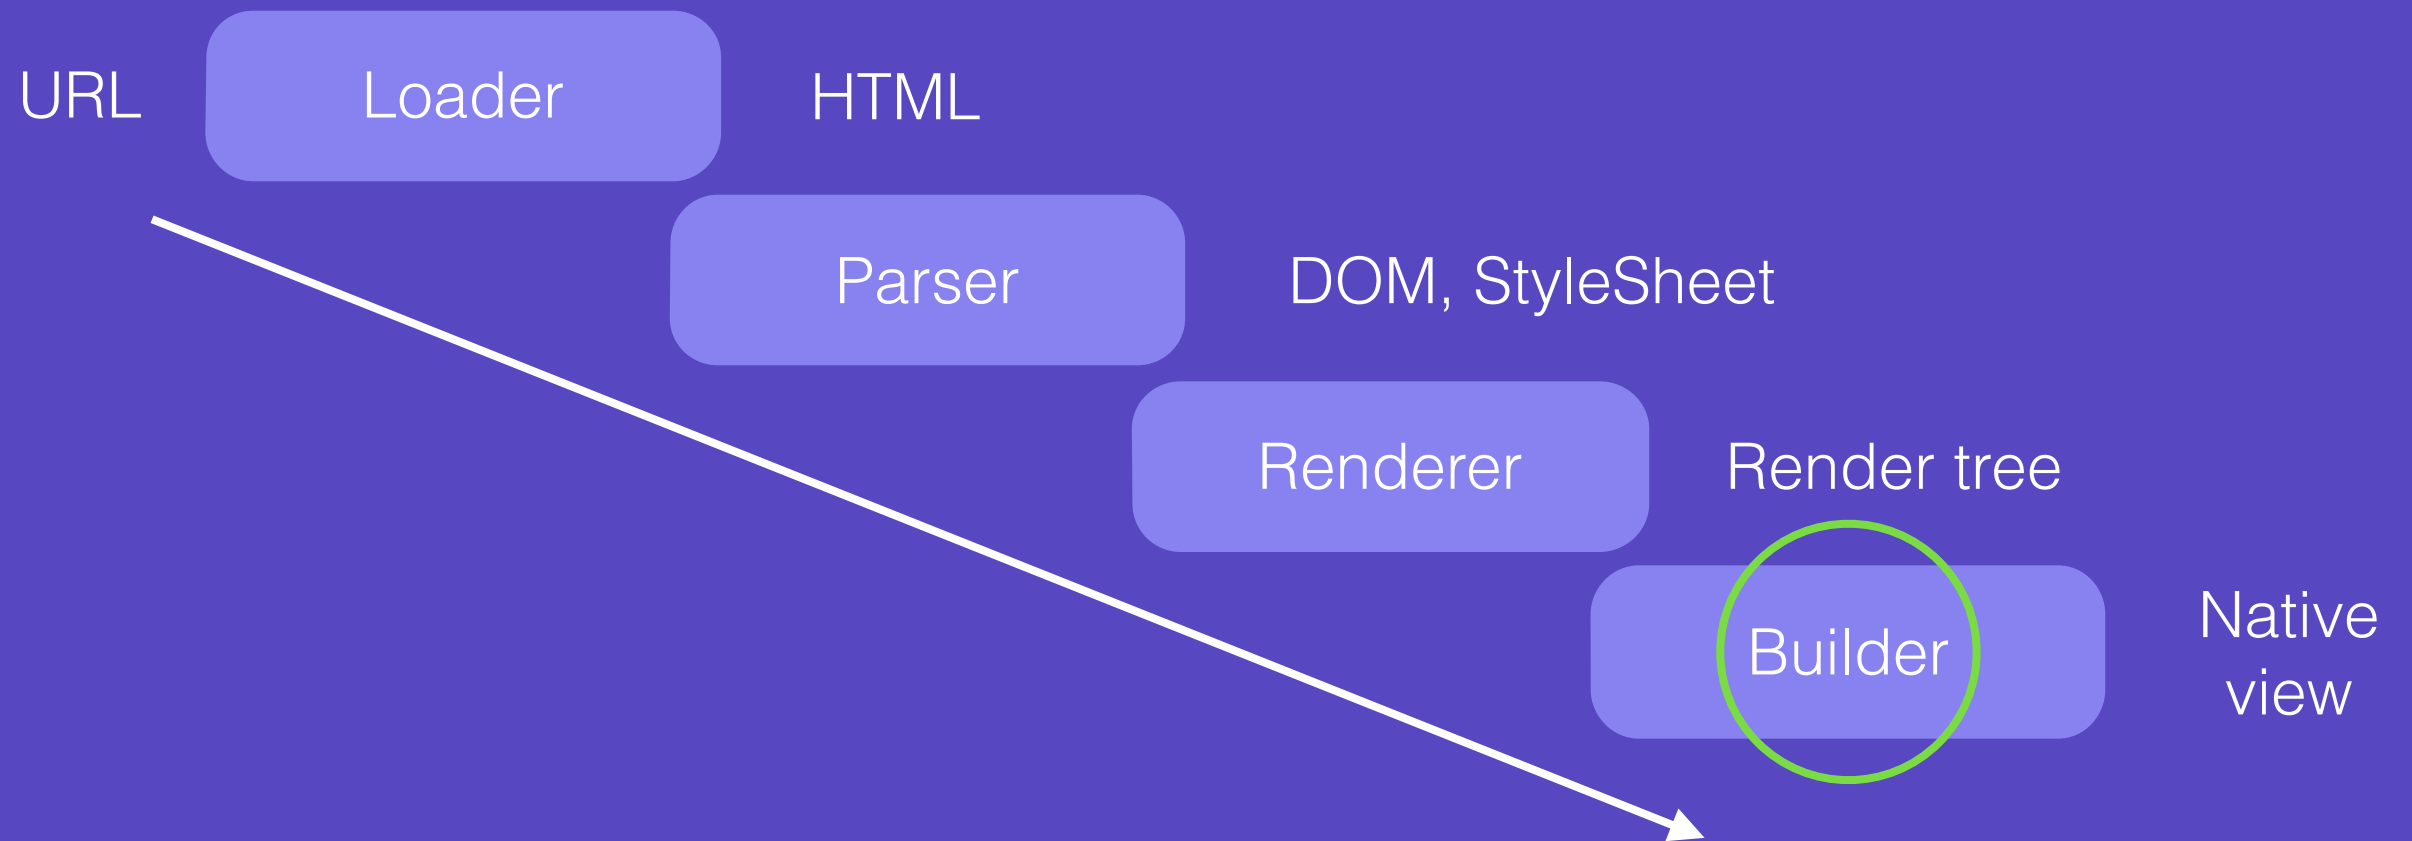 URL
Loader
HTML
Parser
DOM, StyleSheet
Renderer
Render tree
Builder
Native
view